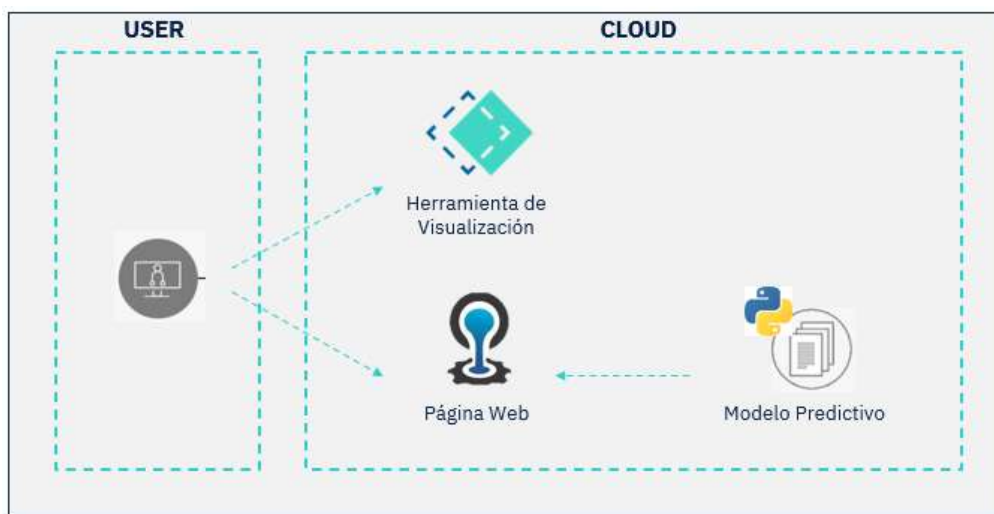 USER
CLOUD
Herramienta de
Visualización
Página Web
Modelo Predictivo